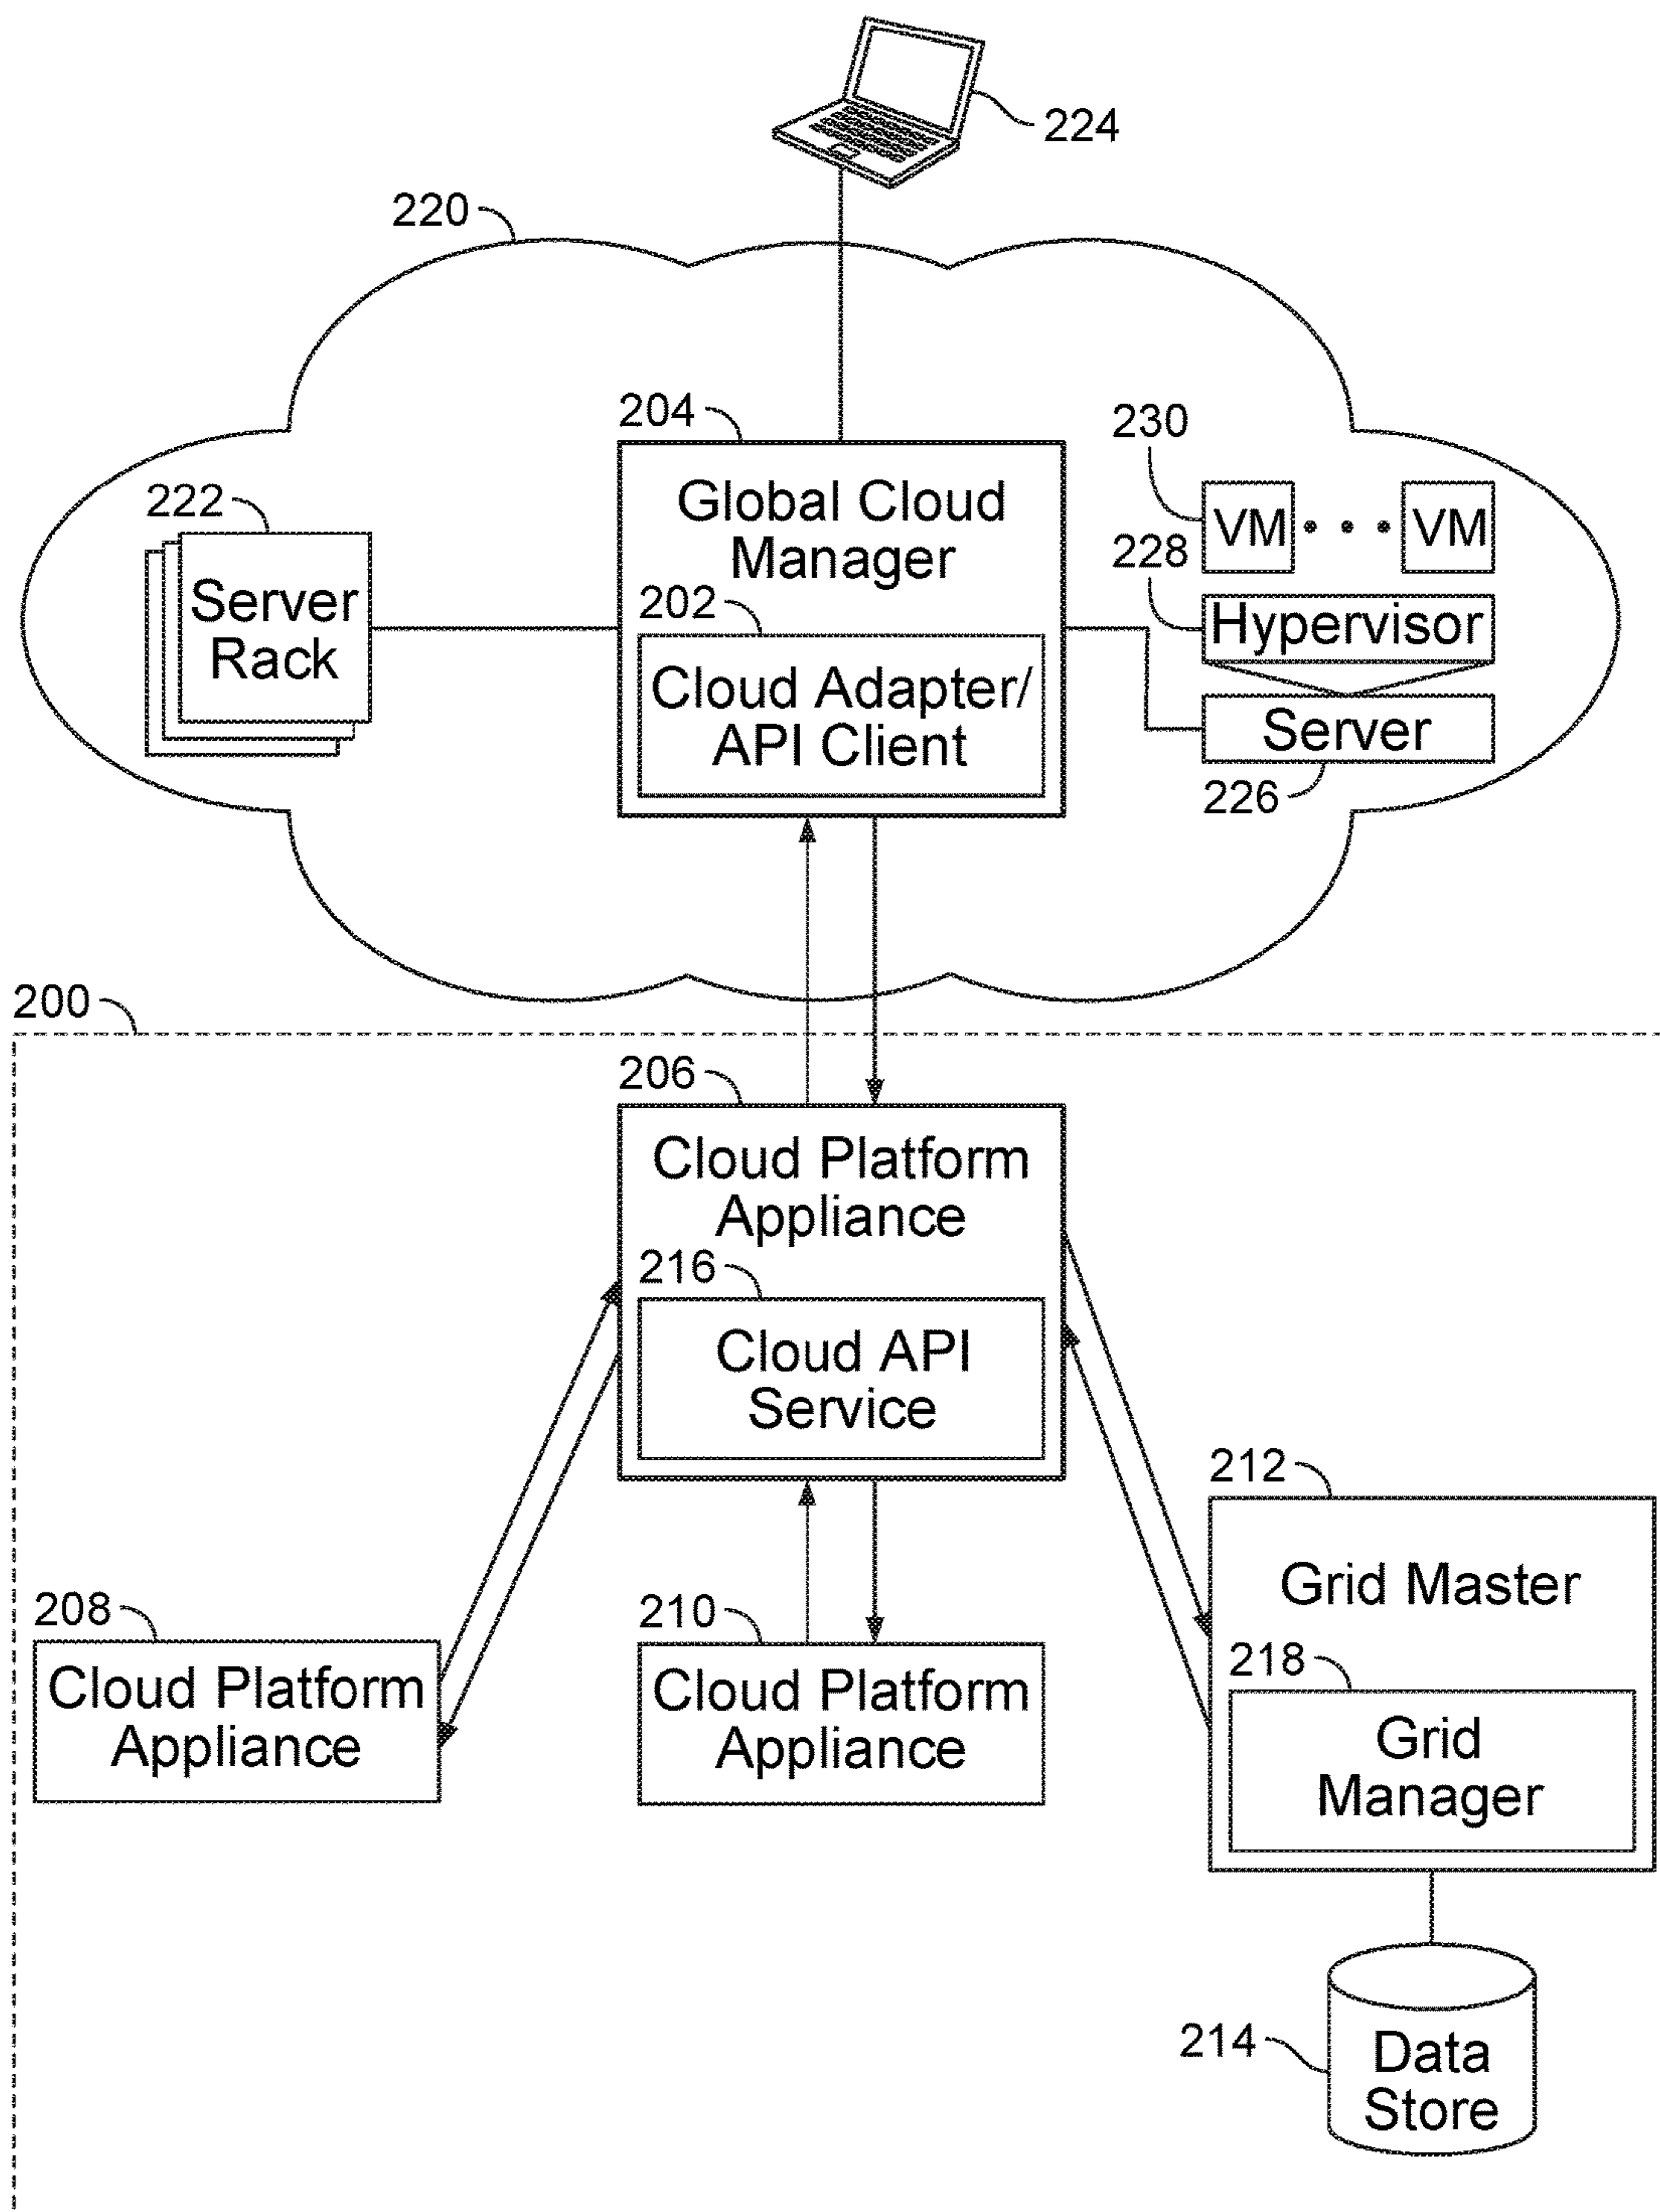 224
220
204
230
Global Cloud
Manager
222
VM
VM
228
Server
Rack
202
Hypervisor
Cloud Adapter/
API Client
Server
226
200
206
Cloud Platform
Appliance
216
Cloud API
Service
212
Grid Master
208
210
218
Cloud Platform
Appliance
Cloud Platform
Appliance
Grid
Manager
214
Data
Store